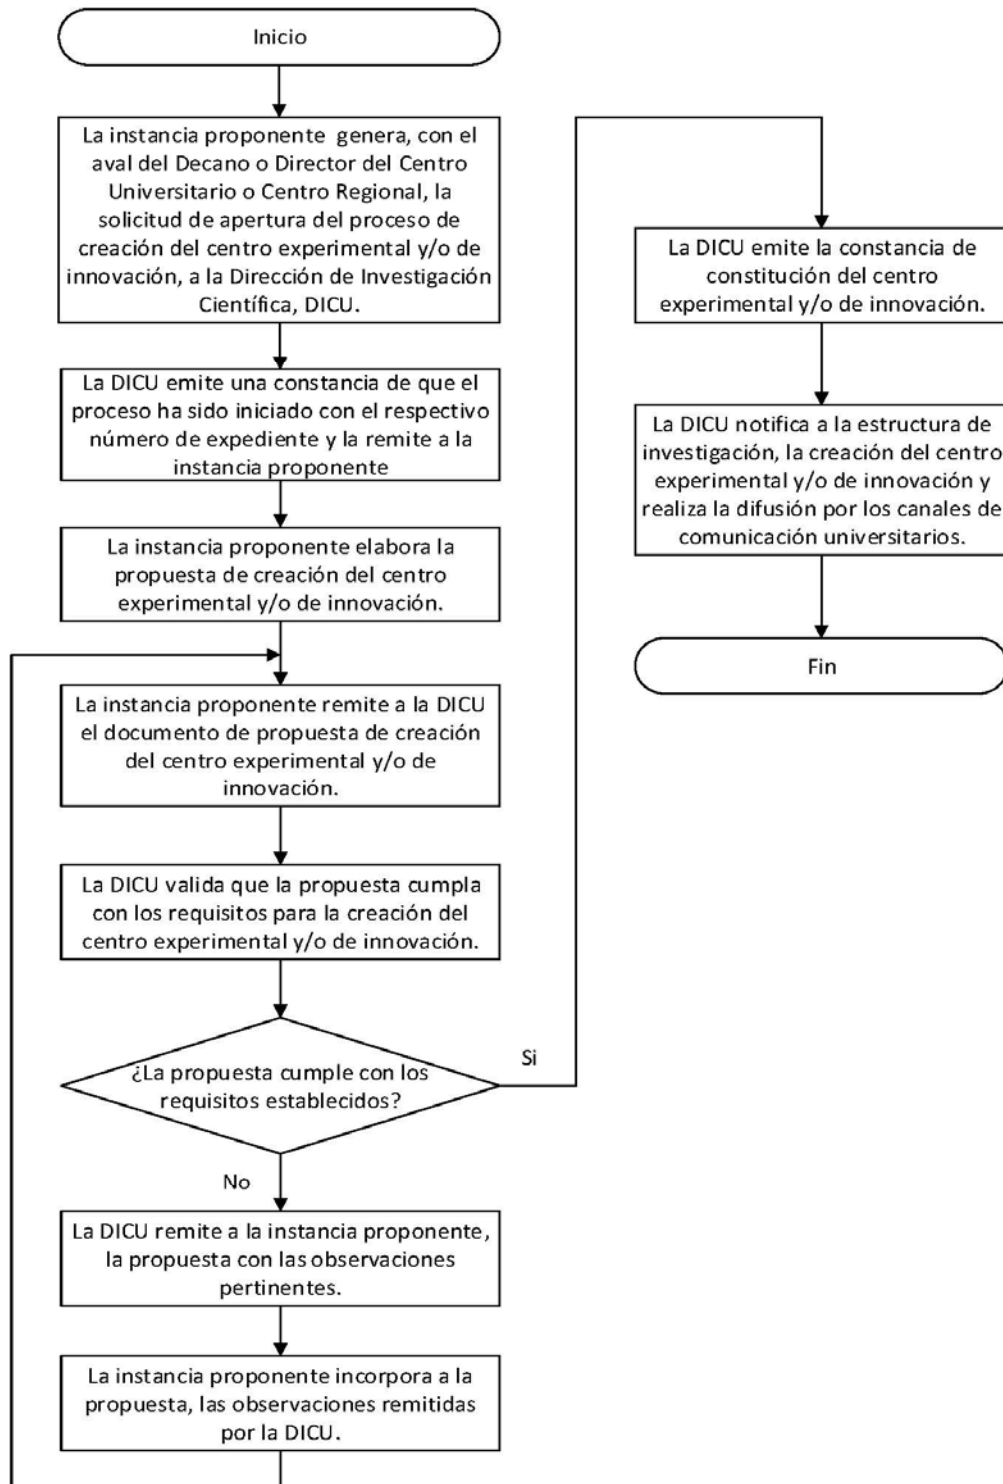 Inicio
La instancia proponente genera, con el
aval del Decano o Director del Centro
Universitario o Centro Regional, la
solicitud de apertura del proceso de
creación del centro experimental y/o de
innovación, a la Dirección de Investigación
Científica, DICU.
La DICU emite una constancia de que el
proceso ha sido iniciado con el respectivo
número de expediente y la remite a la
instancia proponente
La instancia proponente elabora la
propuesta de creación del centro
experimental y/o de innovación.
La instancia proponente remite a la DICU
el documento de propuesta de creación
del centro experimental y/o de
innovación.
La DICU valida que la propuesta cumpla
con los requisitos para la creación del
centro experimental y/o de innovación.
¿La propuesta cumple con los
requisitos establecidos?
Si
No
La DICU remite a la instancia proponente,
la propuesta con las observaciones
pertinentes.
La instancia proponente incorpora a la
propuesta, las observaciones remitidas
por la DICU.
La DICU emite la constancia de
constitución del centro
experimental y/o de innovación.
La DICU notifica a la estructura de
investigación, la creación del centro
experimental y/o de innovación y
realiza la difusión por los canales de
comunicación universitarios.
Fin